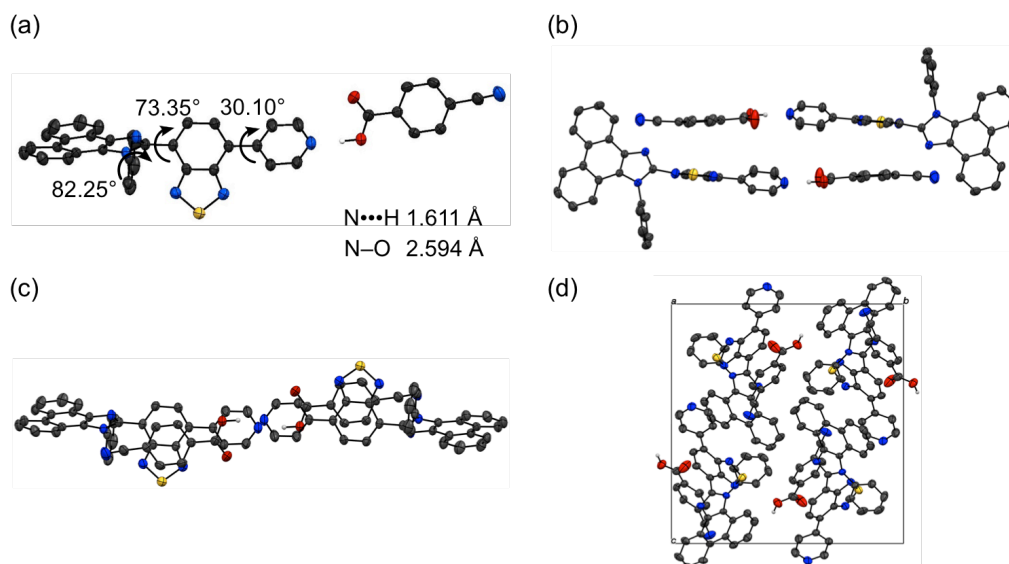 (a)
(b)
73.35° 30.10°
82.25°
N•••H 1.611 Å
N–O 2.594 Å
(c)
(d)
a
b
c